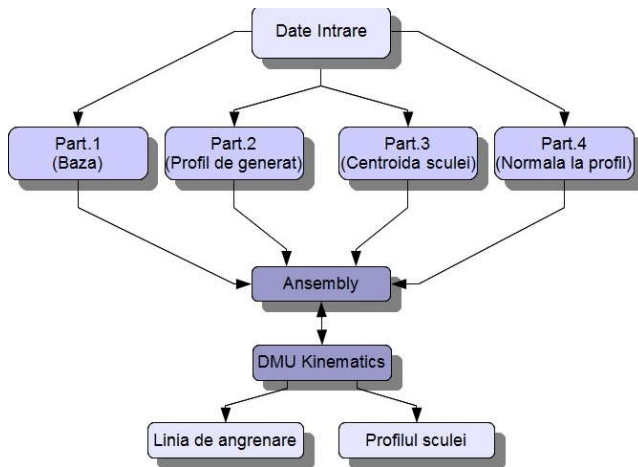 Date Intrare
Part.1
(Baza)
Part.2
(Profil de generat)
Part.3
(Centroida sculei)
Part.4
(Normala la profil)
Ansembly
DMU Kinematics
Linia de angrenare
Profilul sculei